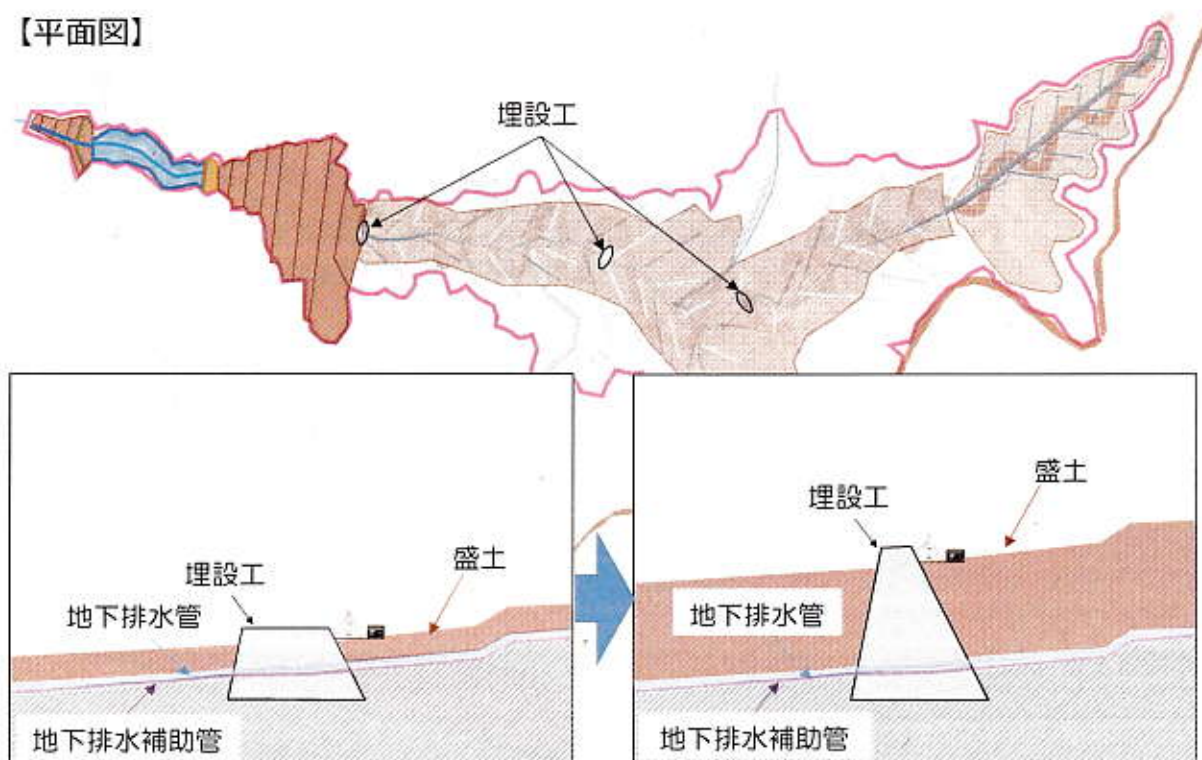 【平面図】
埋設工
埋設工
盛土
地下排水管
地下排水補助管
埋設工
盛土
地下排水管
地下排水補助管